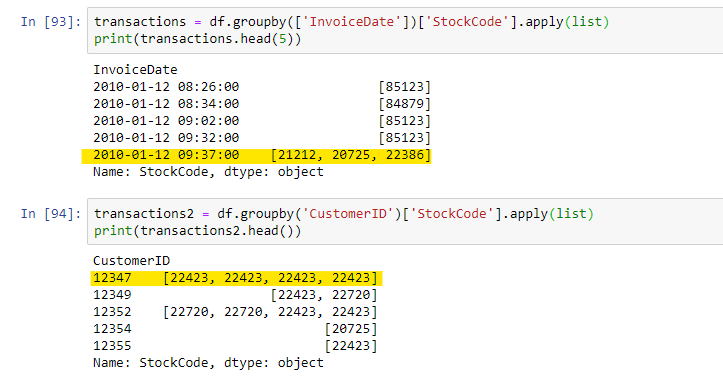 In [93]: transactions = df.groupby(['InvoiceDate'])['StockCode'].apply(list)
print(transactions.head(5))
InvoiceDate
2010-01-12 08:26:00 [85123]
2010-01-12 08:34:00 [84879]
2010-01-12 09:02:00 [85123]
2010-01-12 09:32:00 [85123]
2010-01-12 09:37:00 [21212, 20725, 22386]
Name: StockCode, dtype: object
In [94]: transactions2 = df.groupby('CustomerID')['StockCode'].apply(list)
print(transactions2.head())
CustomerID
12347 [22423, 22423, 22423, 22423]
12349 [22423, 22720]
12352 [22720, 22720, 22423, 22423]
12354 [20725]
12355 [22423]
Name: StockCode, dtype: object